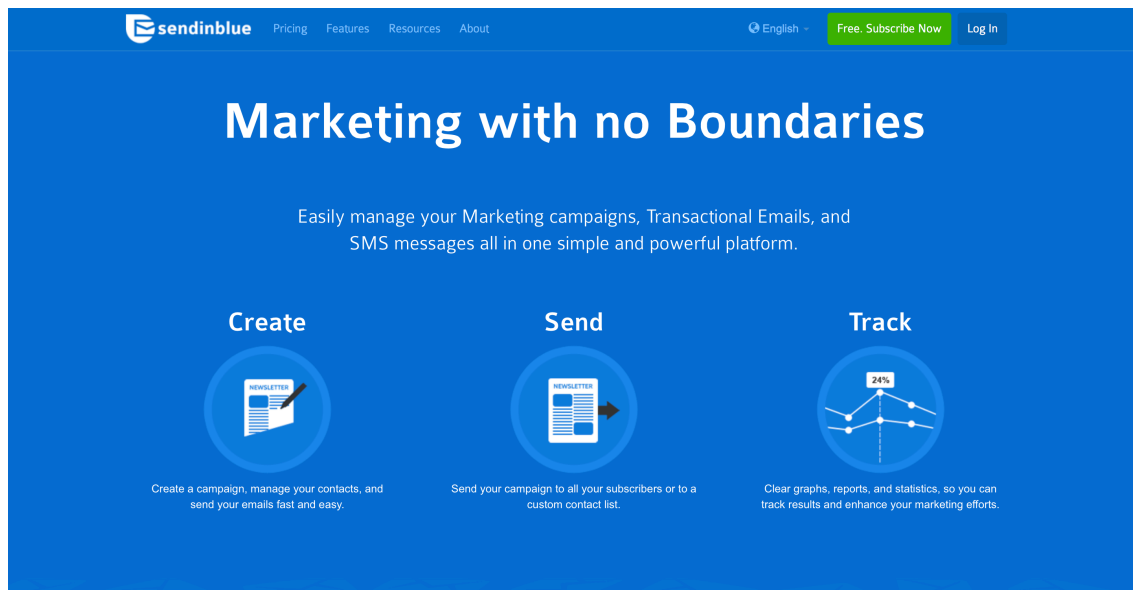 sendinblue Pricing Features Resources About English Free. Subscribe Now Log In
Marketing with no Boundaries
Easily manage your Marketing campaigns, Transactional Emails, and
SMS messages all in one simple and powerful platform.
Create
NEWSLETTER
Create a campaign, manage your contacts, and
send your emails fast and easy.
Send
NEWSLETTER
Send your campaign to all your subscribers or to a
custom contact list.
Track
24%
Clear graphs, reports, and statistics, so you can
track results and enhance your marketing efforts.